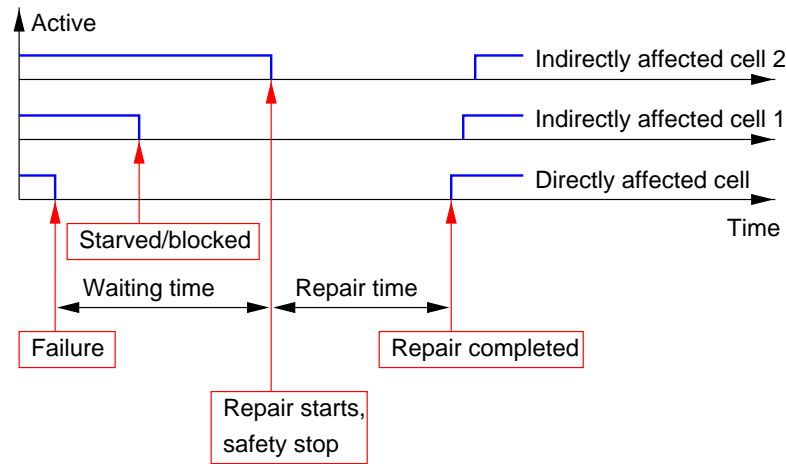 Active
Indirectly affected cell 2
Indirectly affected cell 1
Directly affected cell
Time
Starved/blocked
Waiting time
Repair time
Failure
Repair completed
Repair starts,
safety stop